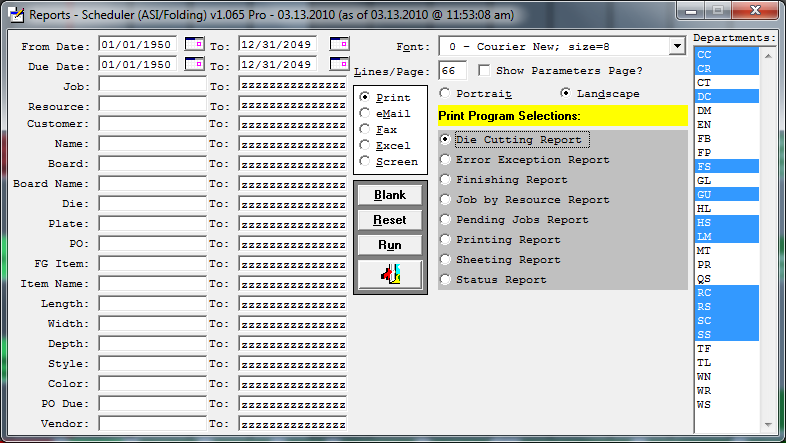 Reports - Scheduler (ASI/Folding) v1.065 Pro - 03.13.2010 (as of 03.13.2010 @ 11:53:08 am)
From Date: 01/01/1950 To: 12/31/2049
Due Date: 01/01/1950 To: 12/31/2049
Job: To: zzzzzzzzzzzzzzz
Resource: To: zzzzzzzzzzzzzzz
Customer: To: zzzzzzzzzzzzzzz
Name: To: zzzzzzzzzzzzzzz
Board: To: zzzzzzzzzzzzzzz
Board Name: To: zzzzzzzzzzzzzzz
Die: To: zzzzzzzzzzzzzzz
Plate: To: zzzzzzzzzzzzzzz
PO: To: zzzzzzzzzzzzzzz
FG Item: To: zzzzzzzzzzzzzzz
Item Name: To: zzzzzzzzzzzzzzz
Length: To: zzzzzzzzzzzzzzz
Width: To: zzzzzzzzzzzzzzz
Depth: To: zzzzzzzzzzzzzzz
Style: To: zzzzzzzzzzzzzzz
Color: To: zzzzzzzzzzzzzzz
PO Due: To: zzzzzzzzzzzzzzz
Vendor: To: zzzzzzzzzzzzzzz
Font: 0 - Courier New; size=8
Lines/Page: 66 Show Parameters Page?
Portrait Landscape
Print
eMail
Fax
Excel
Screen
Blank
Reset
Run
Print Program Selections:
Die Cutting Report
Error Exception Report
Finishing Report
Job by Resource Report
Pending Jobs Report
Printing Report
Sheeting Report
Status Report
Departments:
CC
CR
CT
DC
DM
EN
FB
FP
FS
GL
GU
HL
HS
LM
MT
PR
QS
RC
RS
SC
SS
TF
TL
WN
WR
WS